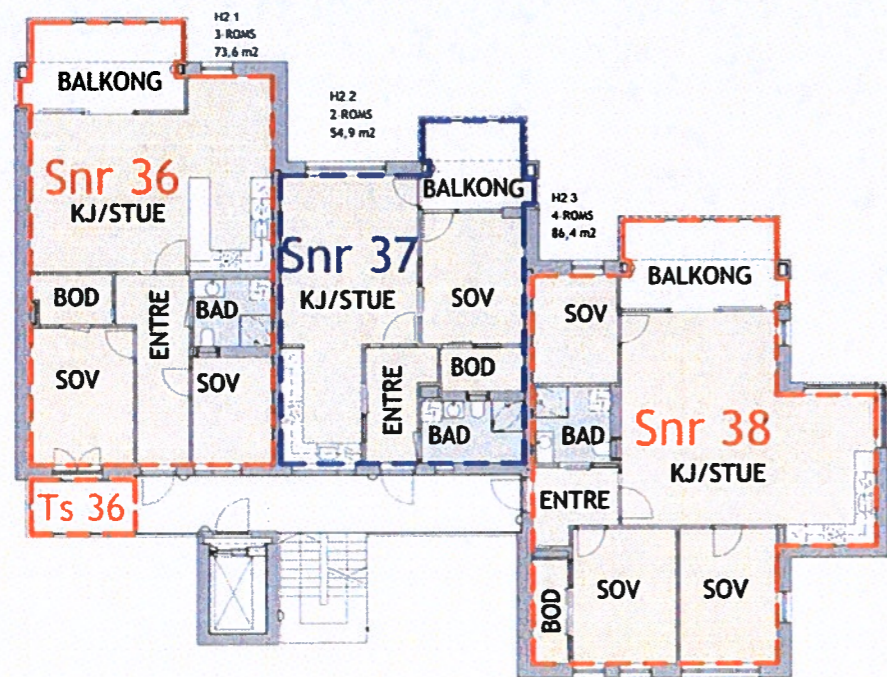 H2 1
3-ROMS
73,6 m2
BALKONG
Snr 36
KJ/STUE
BOD
ENTRE
BAD
SOV
SOV
Ts 36
H2 2
2-ROMS
54,9 m2
BALKONG
Snr 37
KJ/STUE
SOV
BOD
ENTRE
BAD
H2 3
4-ROMS
86,4 m2
BALKONG
SOV
Snr 38
KJ/STUE
BAD
ENTRE
BOD
SOV
SOV